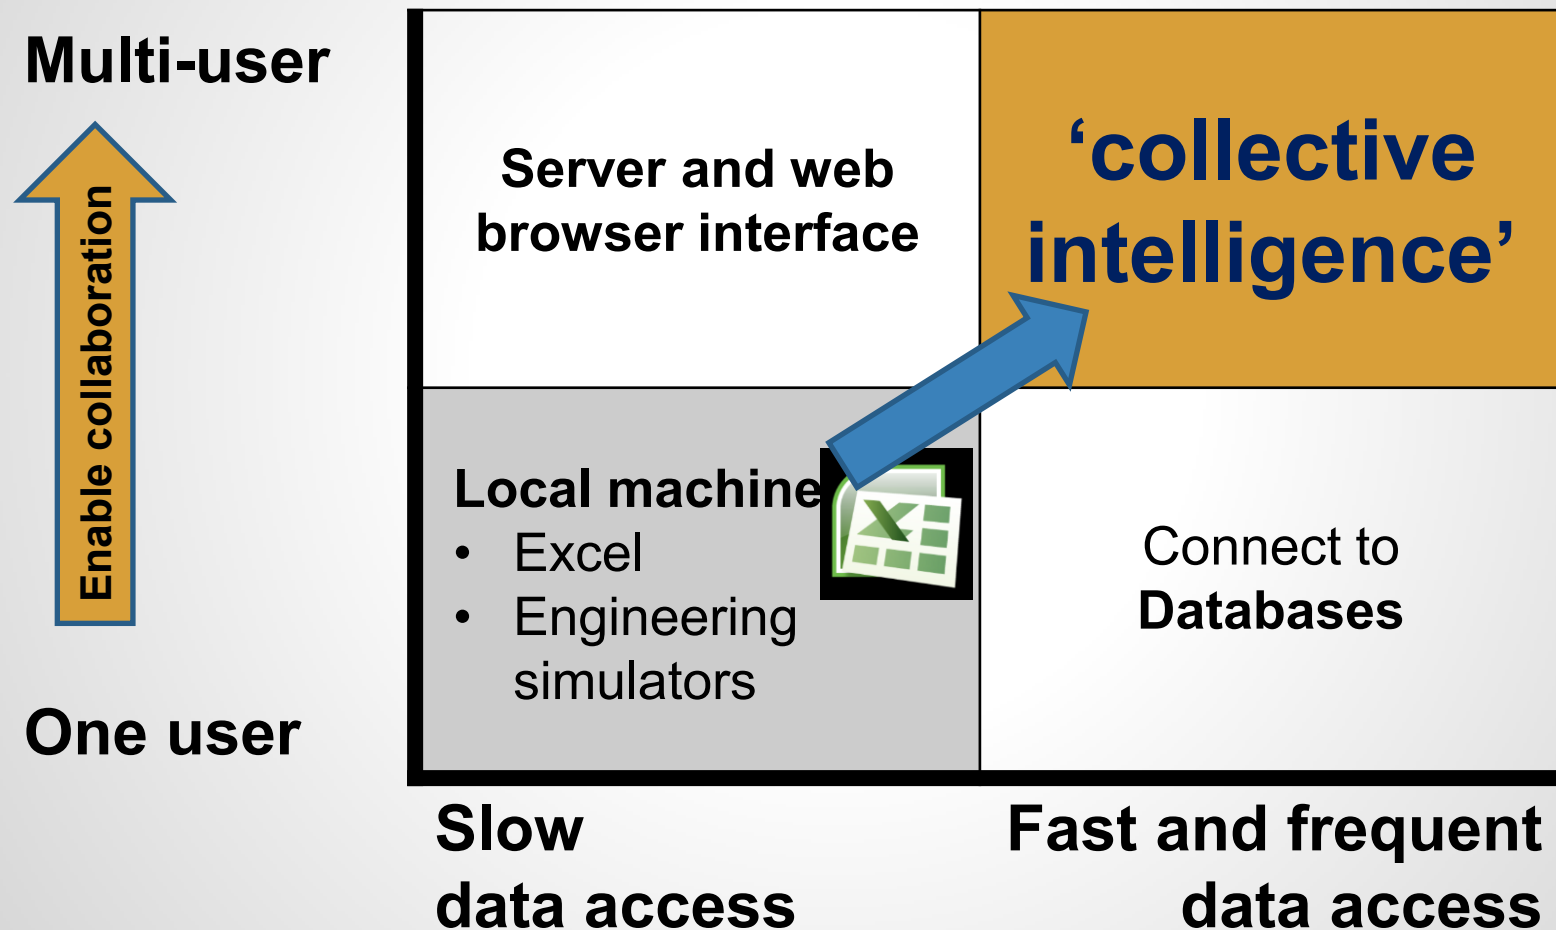 Multi-user
Enable collaboration
One user
Server and web
browser interface
‘collective
intelligence’
Local machine
• Excel
• Engineering
simulators
Connect to
Databases
Slow
data access
Fast and frequent
data access